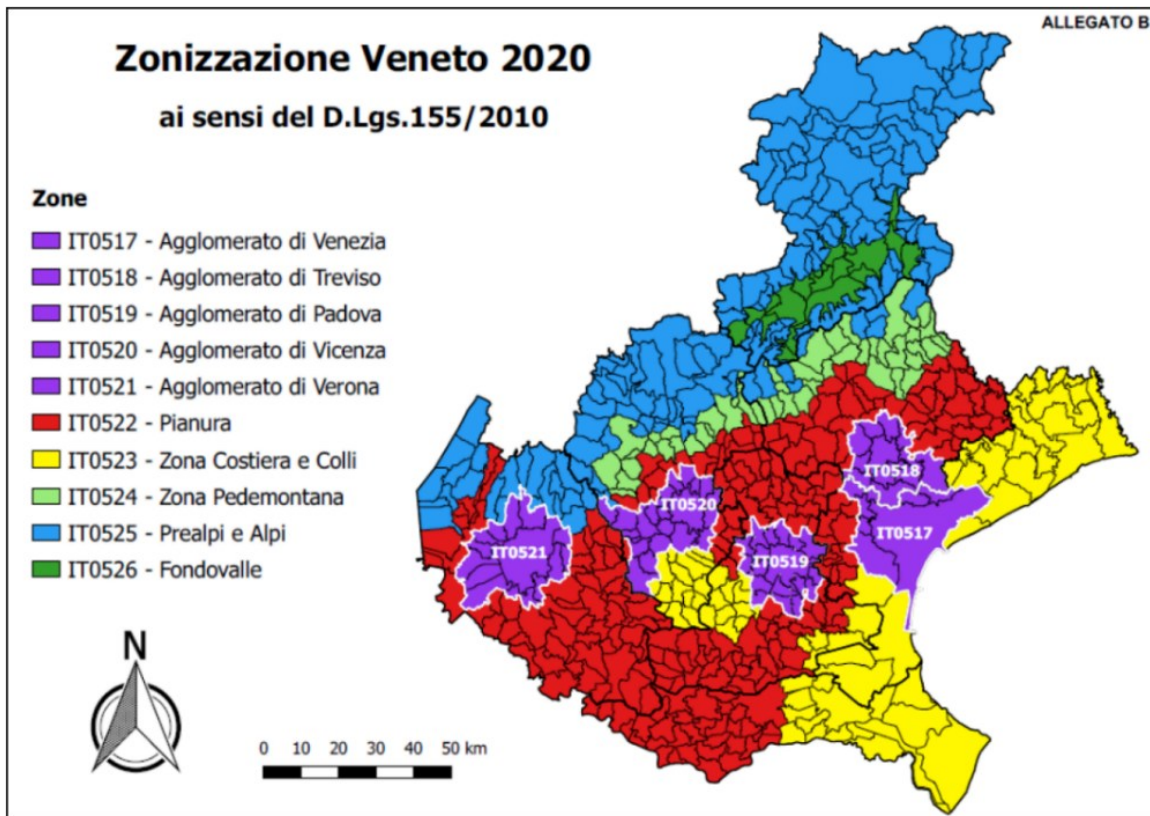 ALLEGATO B
Zonizzazione Veneto 2020
ai sensi del D.Lgs.155/2010
Zone
IT0517 - Agglomerato di Venezia
IT0518 - Agglomerato di Treviso
IT0519 - Agglomerato di Padova
IT0520 - Agglomerato di Vicenza
IT0521 - Agglomerato di Verona
IT0522 - Pianura
IT0523 - Zona Costiera e Colli
IT0524 - Zona Pedemontana
IT0525 - Prealpi e Alpi
IT0526 - Fondovalle
IT0518
IT0520
IT0517
IT0521
IT0519
N
0 10 20 30 40 50 km